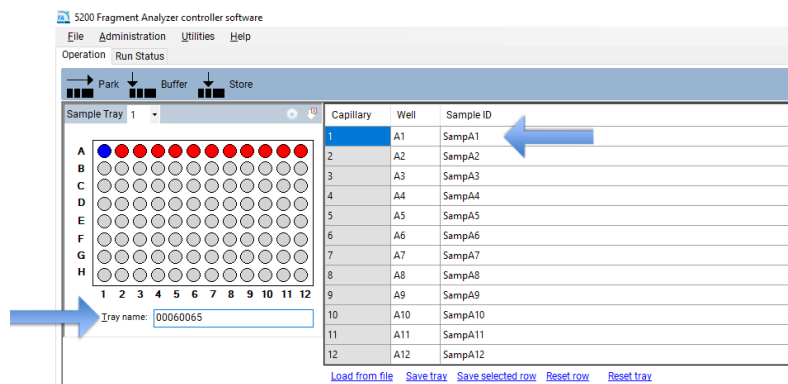 5200 Fragment Analyzer controller software
File Administration Utilities Help
Operation Run Status
Park Buffer Store
Sample Tray 1
Capillary Well Sample ID
1 A1 SampA1
2 A2 SampA2
3 A3 SampA3
4 A4 SampA4
5 A5 SampA5
6 A6 SampA6
7 A7 SampA7
8 A8 SampA8
9 A9 SampA9
10 A10 SampA10
11 A11 SampA11
12 A12 SampA12
A
B
C
D
E
F
G
H
1 2 3 4 5 6 7 8 9 10 11 12
Tray name: 00060065
Load from file Save tray Save selected row Reset row Reset tray